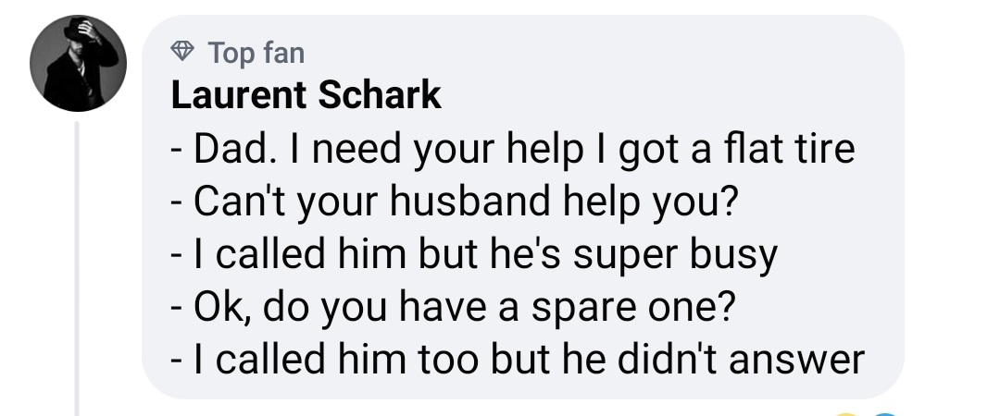 Top fan
Laurent Schark
- Dad. I need your help I got a flat tire
- Can't your husband help you?
- I called him but he's super busy
- Ok, do you have a spare one?
- I called him too but he didn't answer